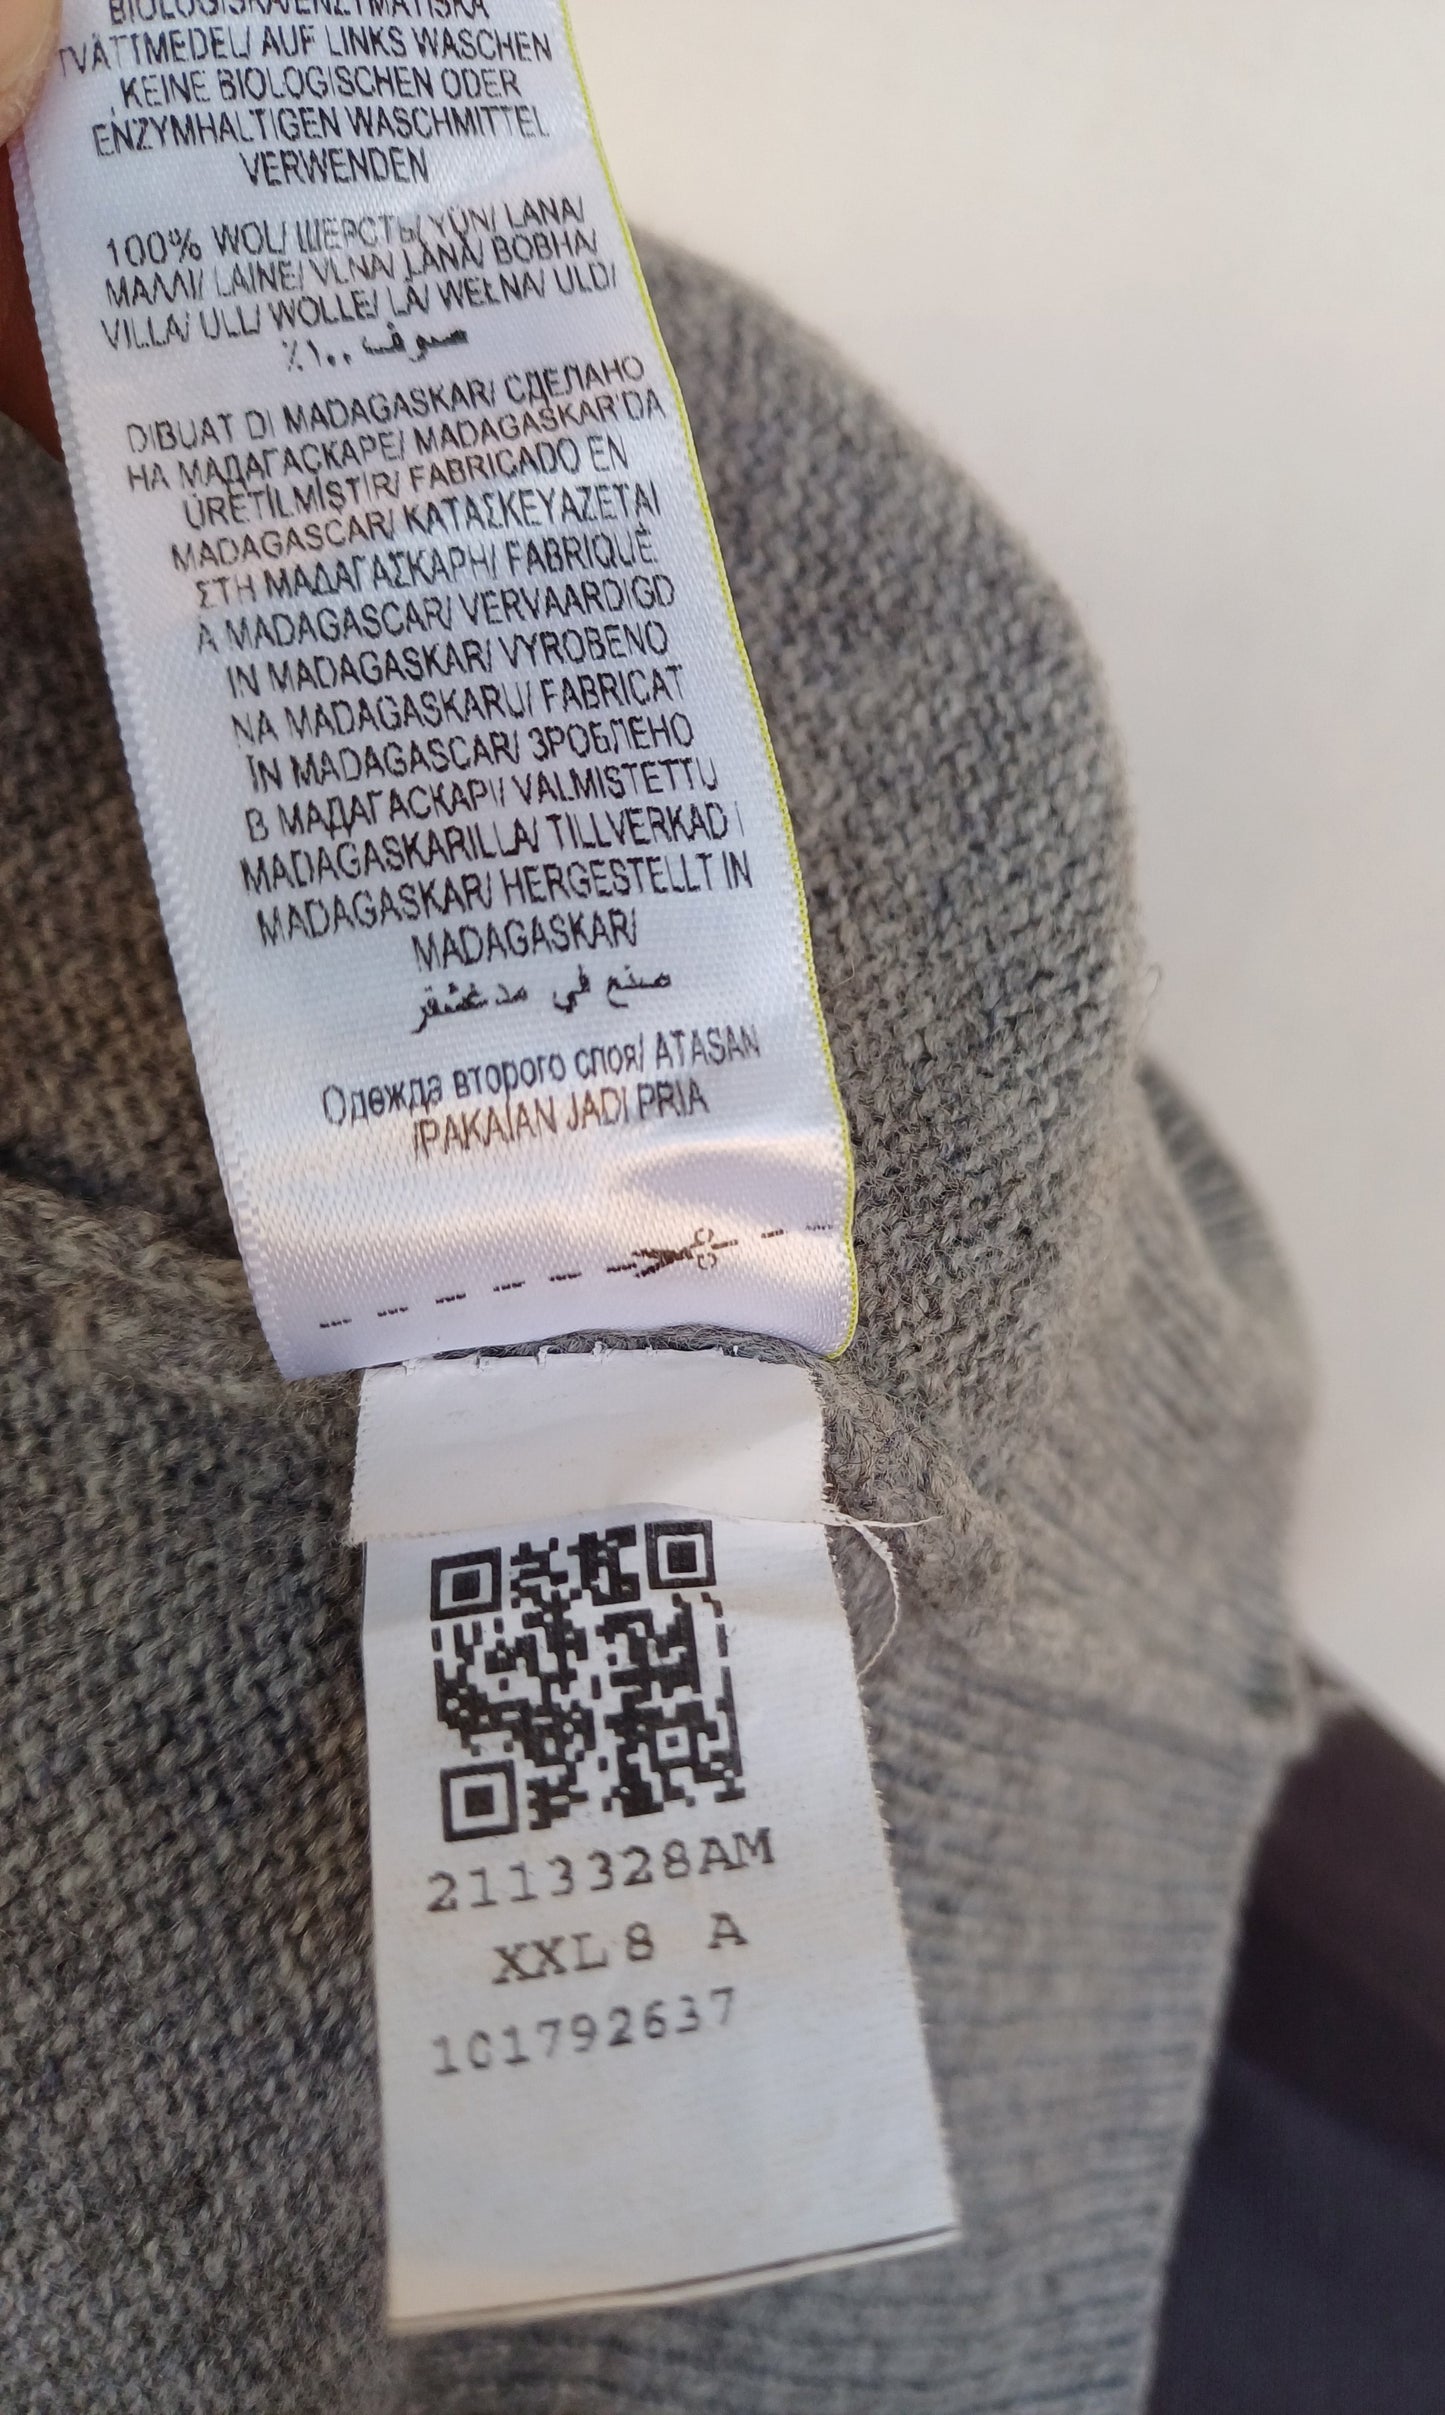 BIOLOGISKA/ENZYMATISKA
TVÄTTMEDEL/ AUF LINKS WASCHEN
, KEINE BIOLOGISCHEN ODER
ENZYMHALTIGEN WASCHMITTEL
VERWENDEN
100% WOL/ ШЕРСТЬ/ YÜN/ LANA/
ΜΑΛΛΙ/ LAINE/ VLNA/ LÂNĂ/ ВОВНА/
VILLA/ ULL/ WOLLE/ LÃ/ WEŁNA/ ULD/
صوف ١٠٠٪
DIBUAT DI MADAGASKAR/ СДЕЛАНО
НА МАДАГАСКАРЕ/ MADAGASKAR'DA
ÜRETİLMİŞTİR/ FABRICADO EN
MADAGASCAR/ ΚΑΤΑΣΚΕΥΑΖΕΤΑΙ
ΣΤΗ ΜΑΔΑΓΑΣΚΑΡΗ/ FABRIQUÉ
À MADAGASCAR/ VERVAARDIGD
IN MADAGASKAR/ VYROBENO
NA MADAGASKARU/ FABRICAT
ÎN MADAGASCAR/ ЗРОБЛЕНО
В МАДАГАСКАРІ/ VALMISTETTU
MADAGASKARILLA/ TILLVERKAD I
MADAGASKAR/ HERGESTELLT IN
MADAGASKAR/
صنع في مدغشقر
Одежда второго слоя/ ATASAN
/PAKAIAN JADI PRIA
2113328AM
XXL 8 A
101792637